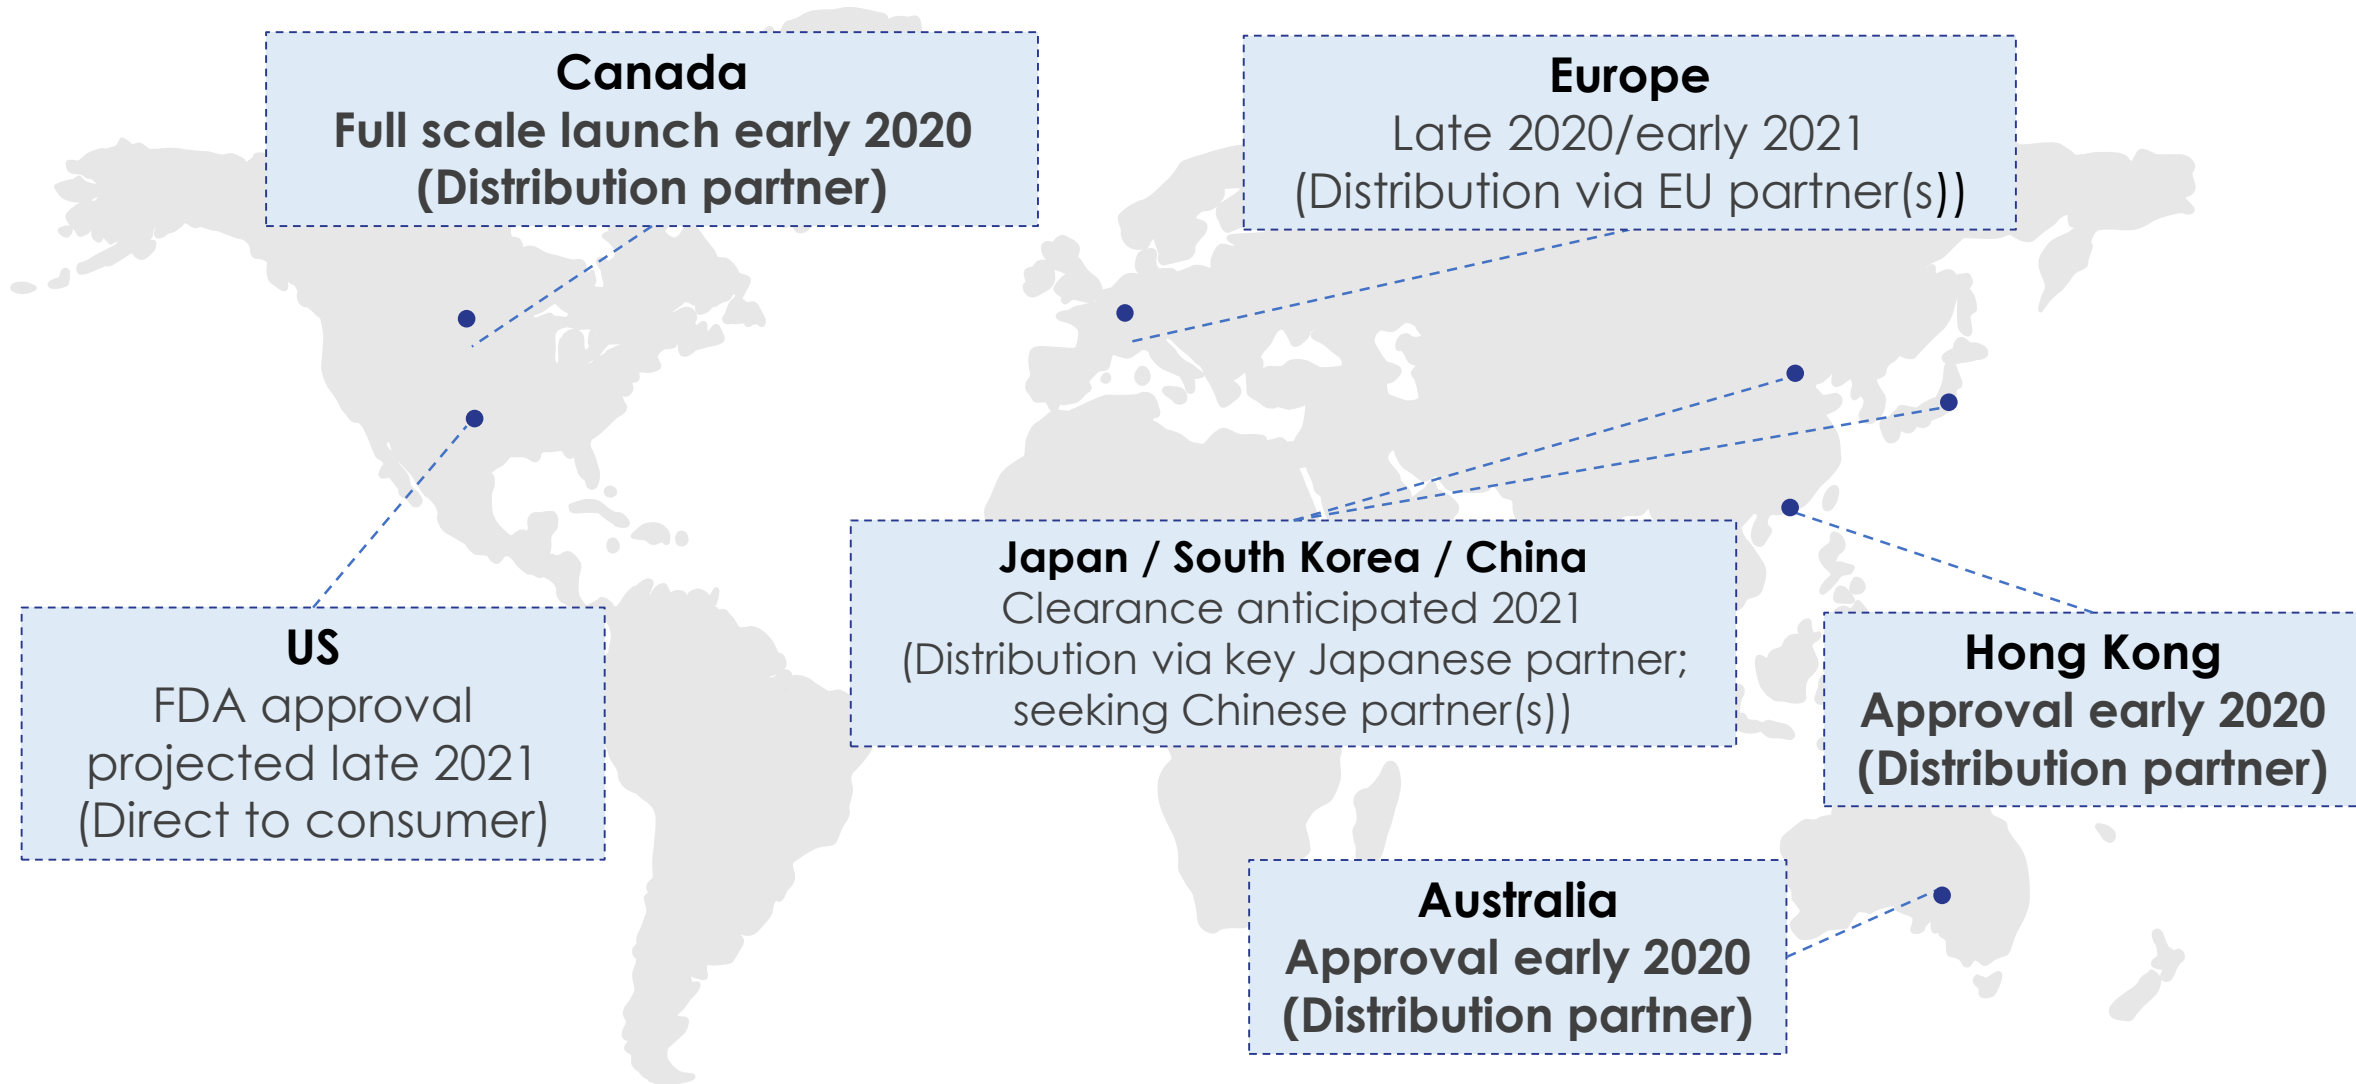 Canada
Full scale launch early 2020
(Distribution partner)
Europe
Late 2020/early 2021
(Distribution via EU partner(s))
Japan / South Korea / China
Clearance anticipated 2021
(Distribution via key Japanese partner;
seeking Chinese partner(s))
US
FDA approval
projected late 2021
(Direct to consumer)
Hong Kong
Approval early 2020
(Distribution partner)
Australia
Approval early 2020
(Distribution partner)